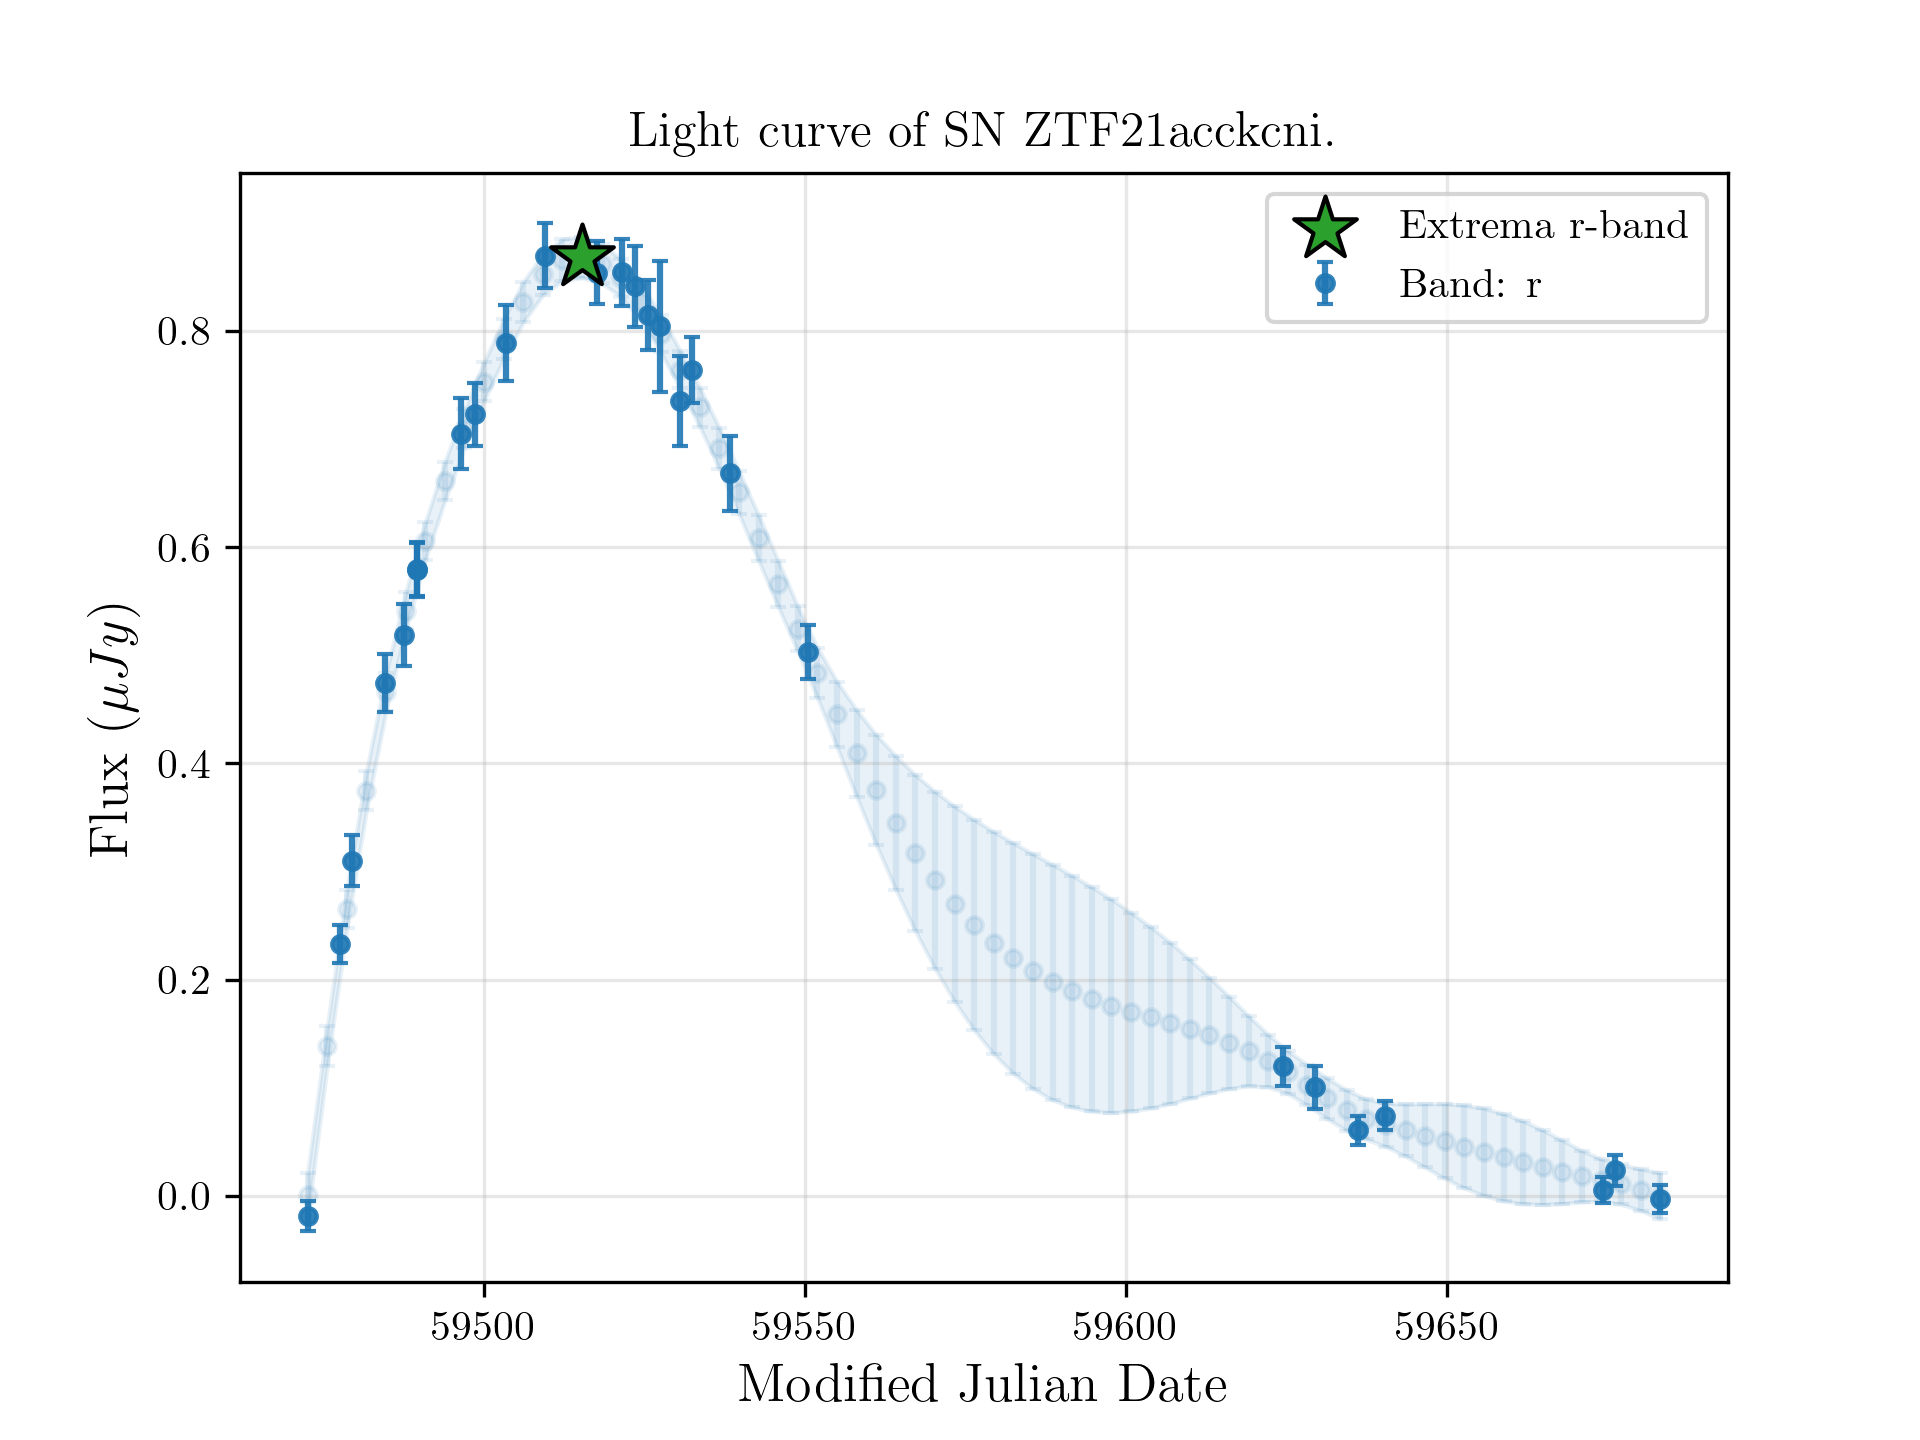 Light curve of SN ZTF21acckcni.
Extrema r-band
Band: r
Flux (μJy)
0.8
0.6
0.4
0.2
0.0
59500 59550 59600 59650
Modified Julian Date